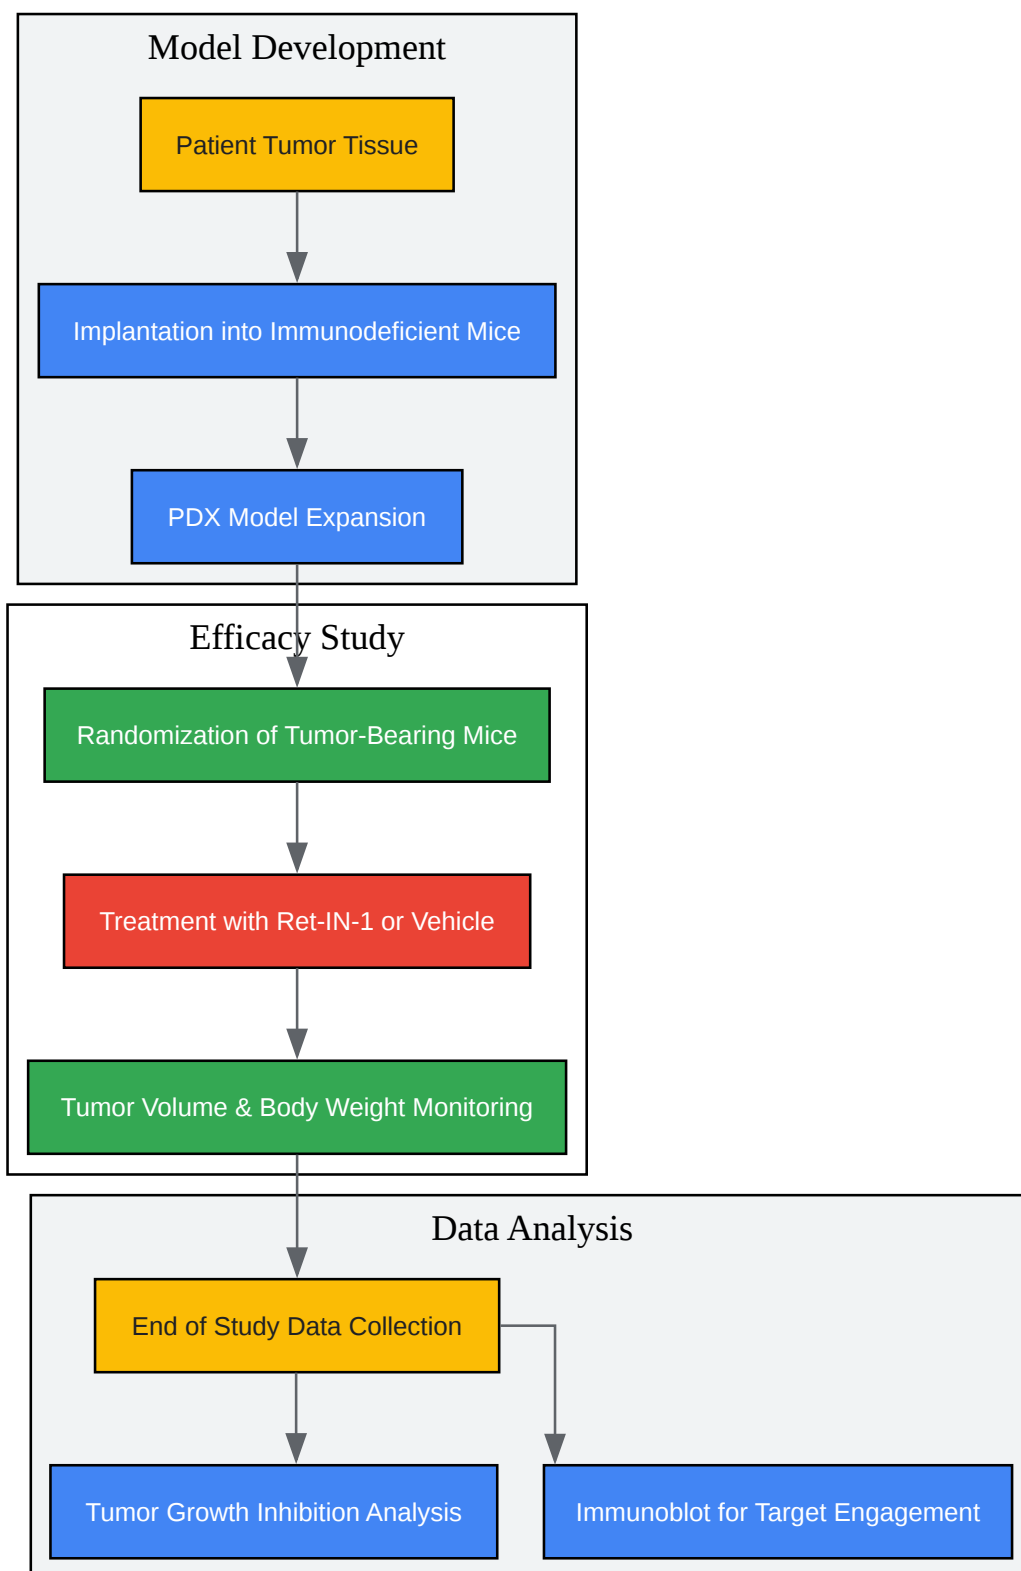 Model Development
Patient Tumor Tissue
Implantation into Immunodeficient Mice
PDX Model Expansion
Efficacy Study
Randomization of Tumor-Bearing Mice
Treatment with Ret-IN-1 or Vehicle
Tumor Volume & Body Weight Monitoring
Data Analysis
End of Study Data Collection
Tumor Growth Inhibition Analysis
Immunoblot for Target Engagement